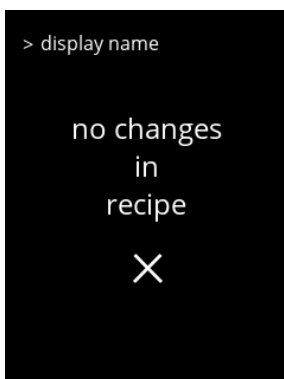 > display name
no changes
in
recipe